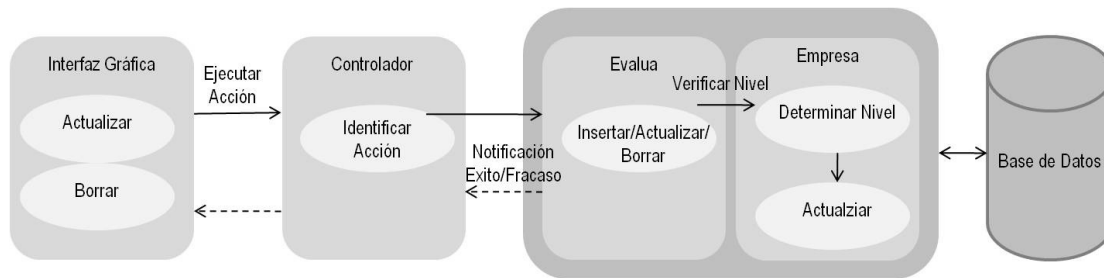 Interfaz Gráfica
Actualizar
Borrar
Ejecutar
Acción
Controlador
Identificar
Acción
Notificación
Exito/Fracaso
Evalua
Insertar/Actualizar/
Borrar
Verificar Nivel
Empresa
Determinar Nivel
Actualziar
Base de Datos